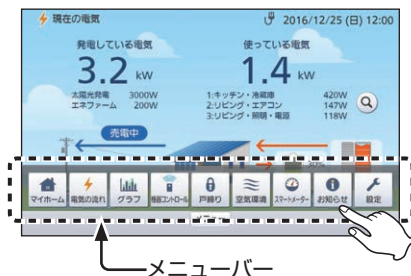 現在の電気
2016/12/25 (日) 12:00
発電している電気
3.2 kW
太陽光発電 3000W
エネファーム 200W
使っている電気
1.4 kW
1:キッチン・冷蔵庫 420W
2:リビング・エアコン 147W
3:リビング・照明・電源 118W
売電中
マイホーム 電気の流れ グラフ 機器コントロール 戸締り 空気環境 スマートメーター お知らせ 設定
メニューバー